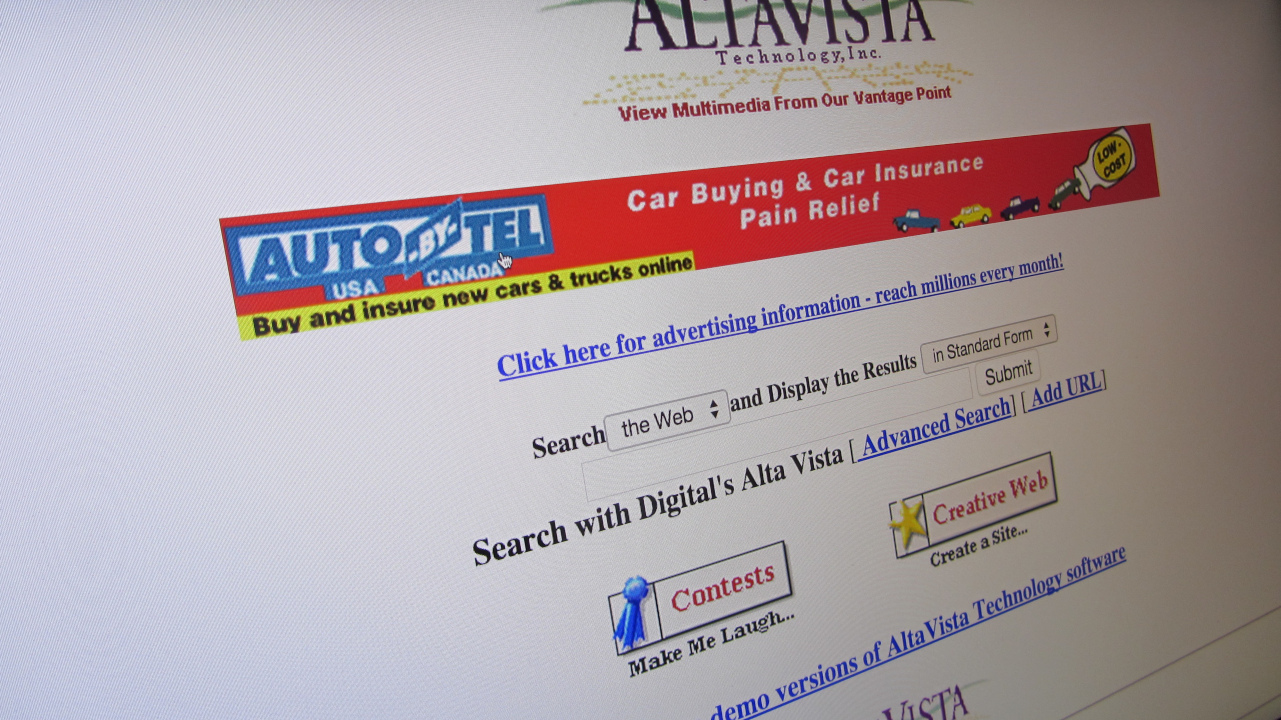 ALTAVISTA
Technology, Inc.
View Multimedia From Our Vantage Point
AUTO-BY-TEL
USA CANADA
Buy and insure new cars & trucks online
Car Buying & Car Insurance
Pain Relief
LOW-
COST
Click here for advertising information - reach millions every month!
Search the Web and Display the Results in Standard Form
Submit
Search with Digital's Alta Vista [ Advanced Search] [ Add URL]
Contests
Make Me Laugh...
Creative Web
Create a Site...
demo versions of AltaVista Technology software
VISTA